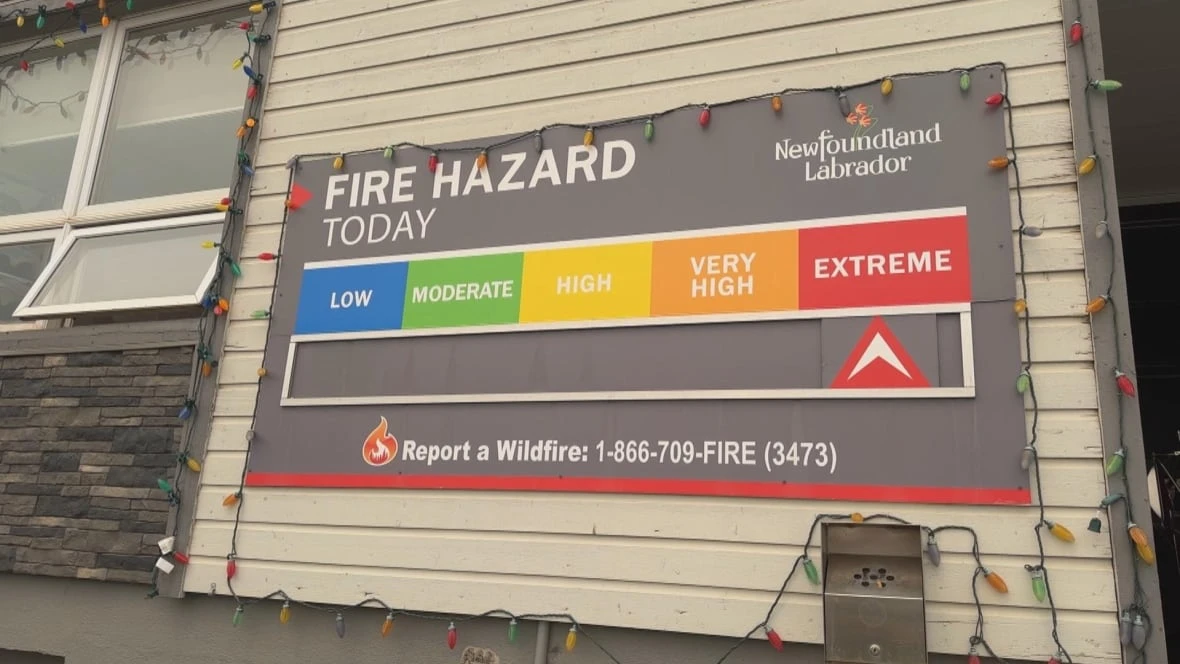 FIRE HAZARD
TODAY
Newfoundland
Labrador
LOW
MODERATE
HIGH
VERY
HIGH
EXTREME
Report a Wildfire: 1-866-709-FIRE (3473)